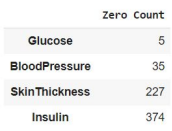 Zero Count
Glucose 5
BloodPressure 35
SkinThickness 227
Insulin 374